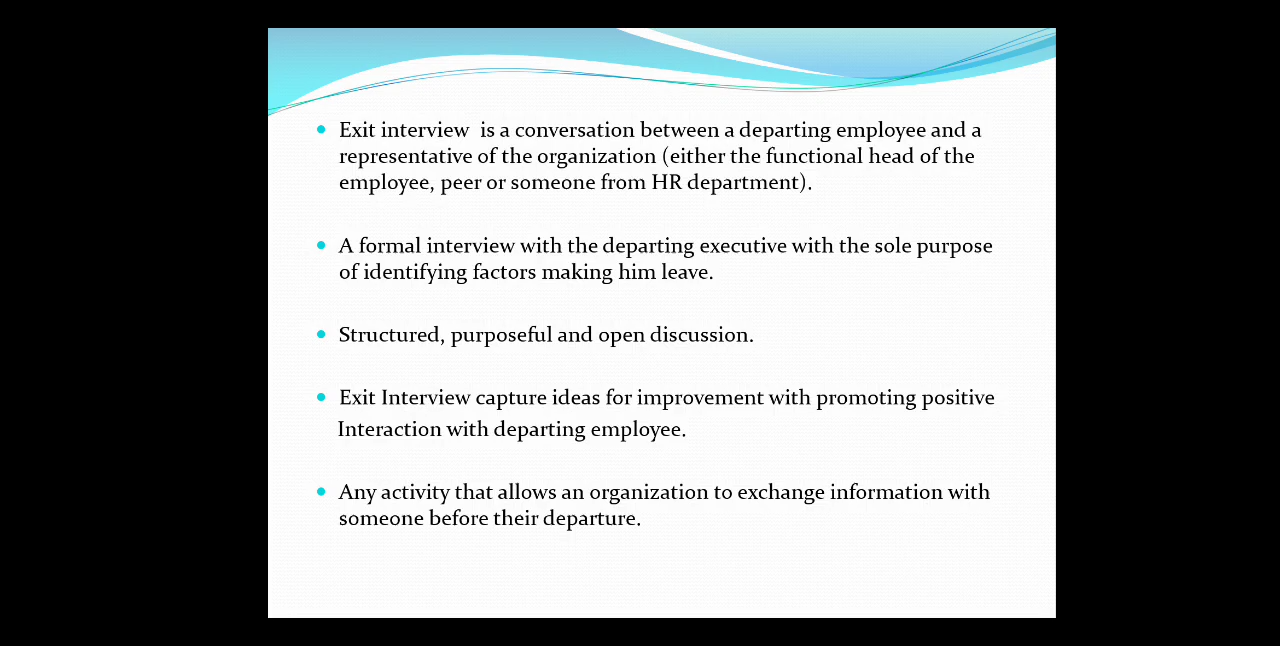 Exit interview  is a conversation between a departing employee and a
representative of the organization (either the functional head of the
employee, peer or someone from HR department).
A formal interview with the departing executive with the sole purpose
of identifying factors making him leave.
Structured, purposeful and open discussion.
Exit Interview capture ideas for improvement with promoting positive
Interaction with departing employee.
Any activity that allows an organization to exchange information with
someone before their departure.